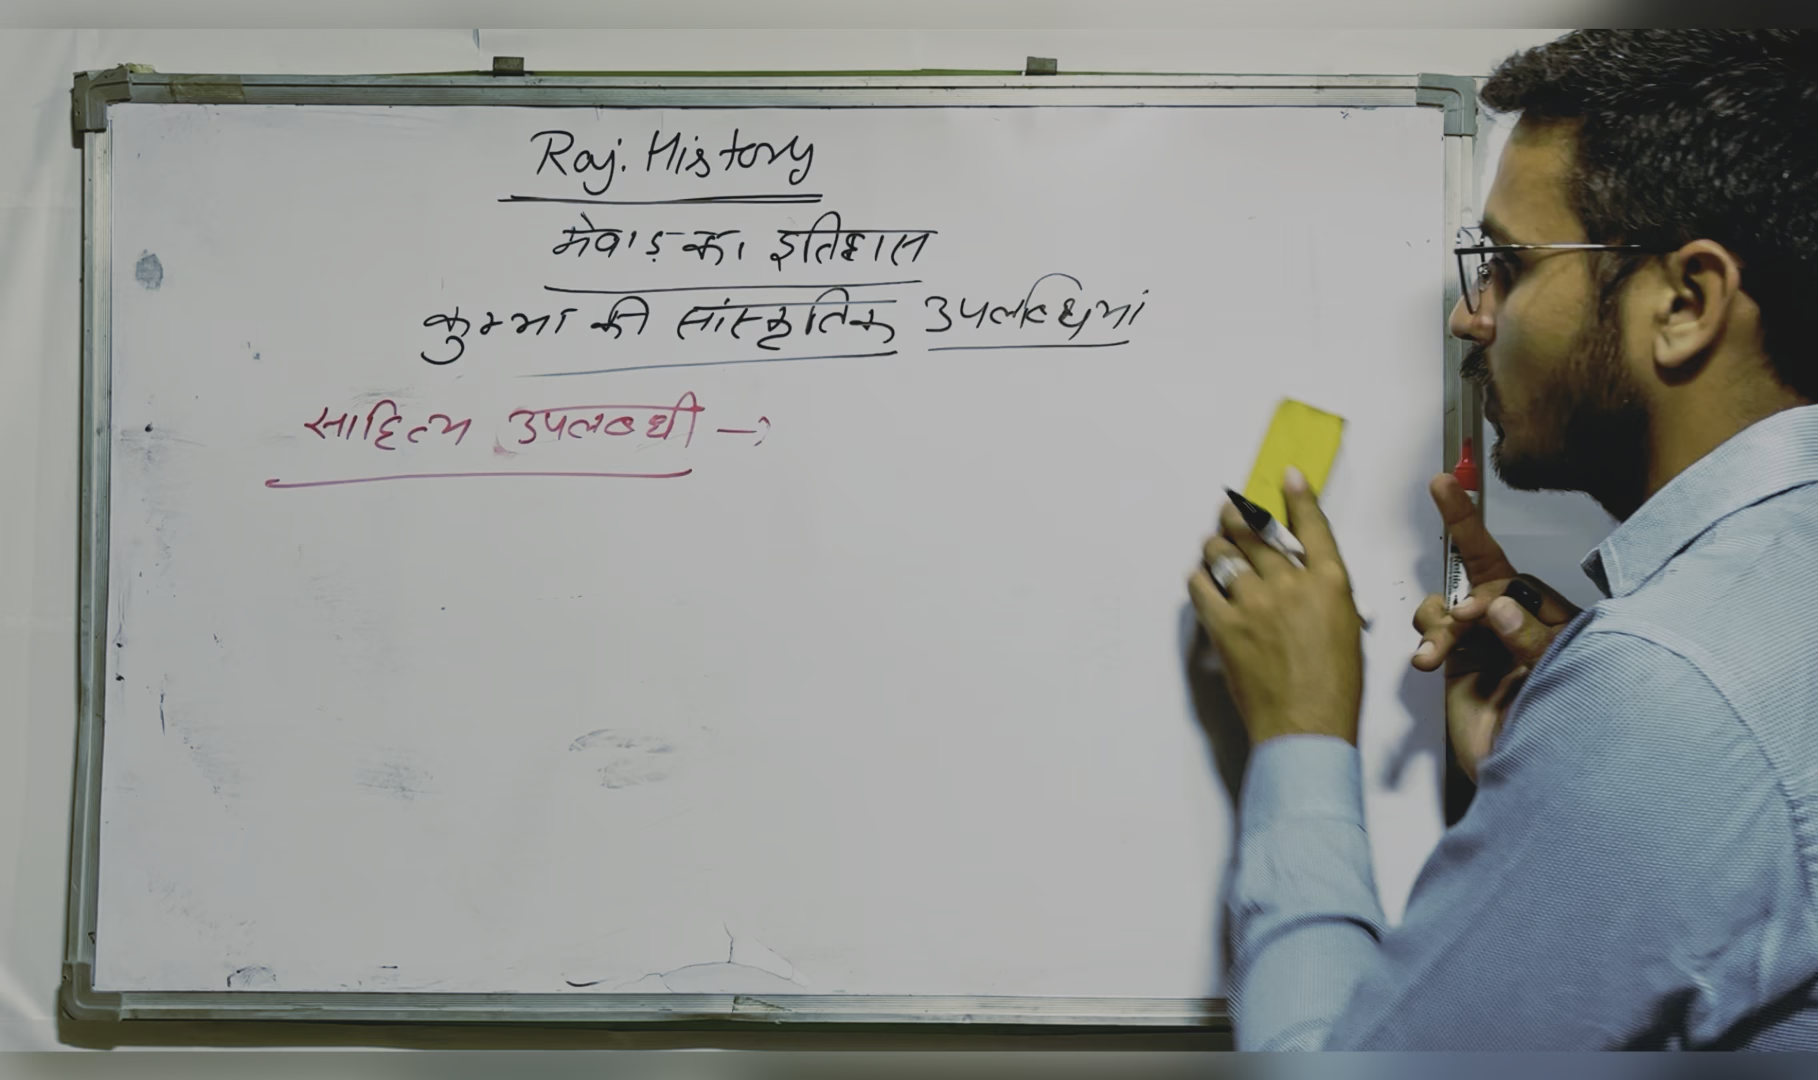 Raj. History
मेवाड़ का इतिहास
कुम्भा की सांस्कृतिक उपलब्धियां
साहित्य उपलब्धी →